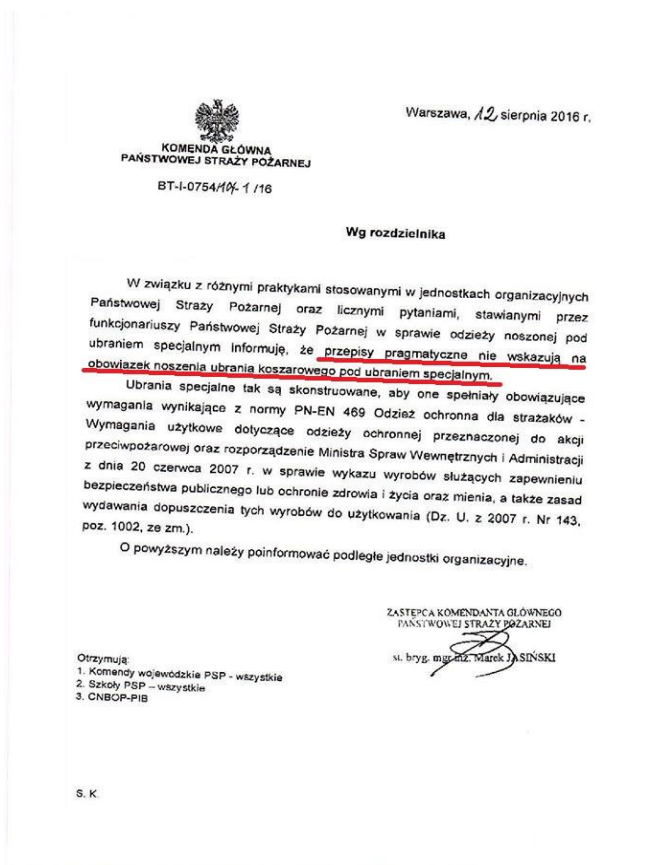 Warszawa, 12 sierpnia 2016 r.
KOMENDA GŁÓWNA
PAŃSTWOWEJ STRAŻY POŻARNEJ
BT-I-0754/104-1/16
Wg rozdzielnika
W związku z różnymi praktykami stosowanymi w jednostkach organizacyjnych
Państwowej Straży Pożarnej oraz licznymi pytaniami, stawianymi przez
funkcjonariuszy Państwowej Straży Pożarnej w sprawie odzieży noszonej pod
ubraniem specjalnym informuję, że przepisy pragmatyczne nie wskazują na
obowiązek noszenia ubrania koszarowego pod ubraniem specjalnym.
Ubrania specjalne tak są skonstruowane, aby one spełniały obowiązujące
wymagania wynikające z normy PN-EN 469 Odzież ochronna dla strażaków -
Wymagania użytkowe dotyczące odzieży ochronnej przeznaczonej do akcji
przeciwpożarowej oraz rozporządzenie Ministra Spraw Wewnętrznych i Administracji
z dnia 20 czerwca 2007 r. w sprawie wykazu wyrobów służących zapewnieniu
bezpieczeństwa publicznego lub ochronie zdrowia i życia oraz mienia, a także zasad
wydawania dopuszczenia tych wyrobów do użytkowania (Dz. U. z 2007 r. Nr 143,
poz. 1002, ze zm.).
O powyższym należy poinformować podległe jednostki organizacyjne.
ZASTĘPCA KOMENDANTA GŁÓWNEGO
PAŃSTWOWEJ STRAŻY POŻARNEJ
st. bryg. mgr inż. Marek JASIŃSKI
Otrzymują:
1. Komendy wojewódzkie PSP - wszystkie
2. Szkoły PSP – wszystkie
3. CNBOP-PIB
S. K.